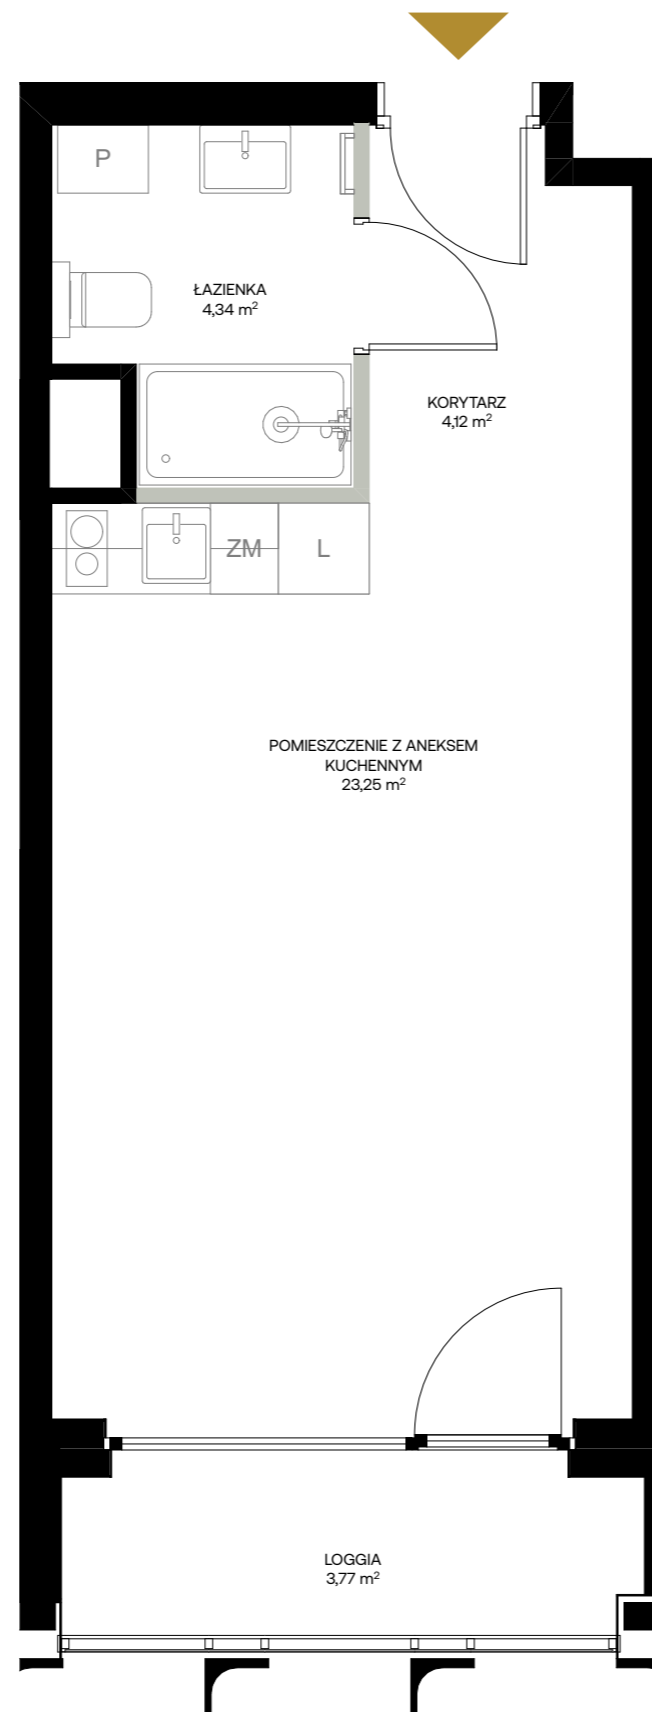 P
ŁAZIENKA
4,34 m²
KORYTARZ
4,12 m²
ZM
L
POMIESZCZENIE Z ANEKSEM
KUCHENNYM
23,25 m²
LOGGIA
3,77 m²